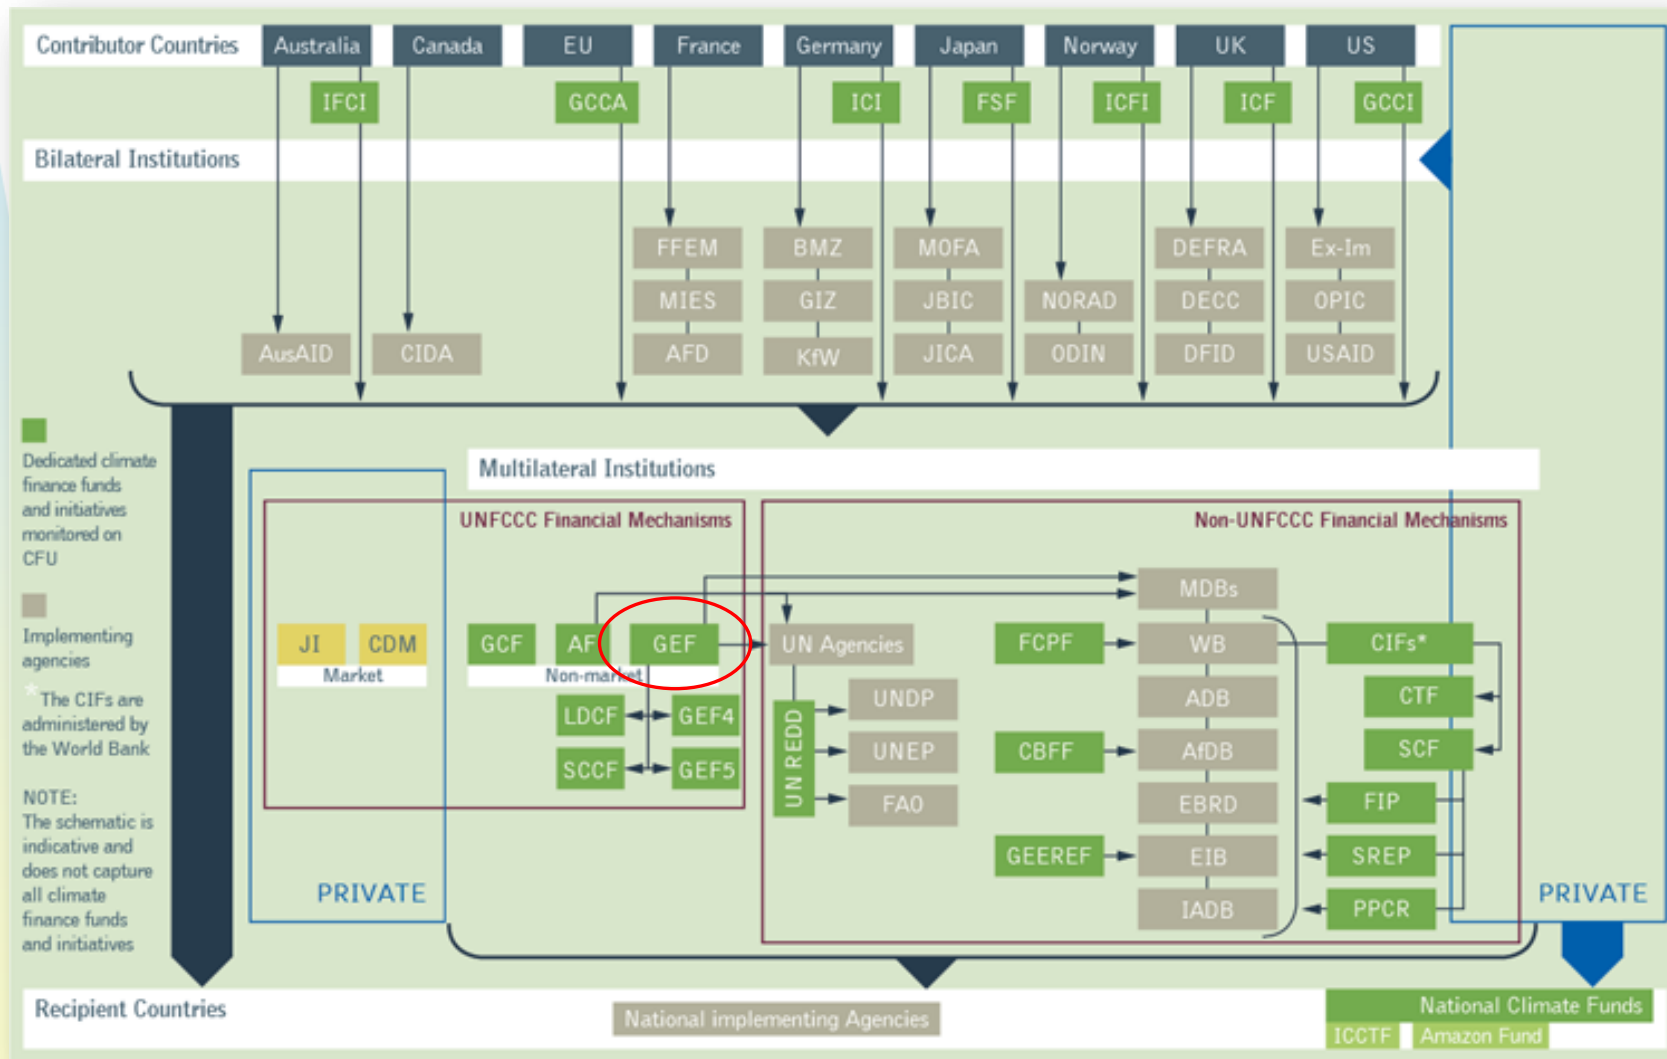 Contributor Countries
Australia
Canada
EU
France
Germany
Japan
Norway
UK
US
IFCI
GCCA
ICI
FSF
ICFI
ICF
GCCI
Bilateral Institutions
FFEM
BMZ
MOFA
DEFRA
Ex-Im
MIES
GIZ
JBIC
NORAD
DECC
OPIC
AusAID
CIDA
AFD
KfW
JICA
ODIN
DFID
USAID
Dedicated climate
finance funds
and initiatives
monitored on
CFU
Implementing
agencies
*The CIFs are
administered by
the World Bank
NOTE:
The schematic is
indicative and
does not capture
all climate
finance funds
and initiatives
Multilateral Institutions
UNFCCC Financial Mechanisms
JI
CDM
Market
GCF
AF
GEF
Non-market
LDCF
GEF4
SCCF
GEF5
PRIVATE
Non-UNFCCC Financial Mechanisms
UN Agencies
UN REDD
UNDP
UNEP
FAO
MDBs
FCPF
WB
CIFs*
ADB
CTF
CBFF
AfDB
SCF
EBRD
FIP
GEEREF
EIB
SREP
IADB
PPCR
PRIVATE
Recipient Countries
National implementing Agencies
National Climate Funds
ICCTF
Amazon Fund